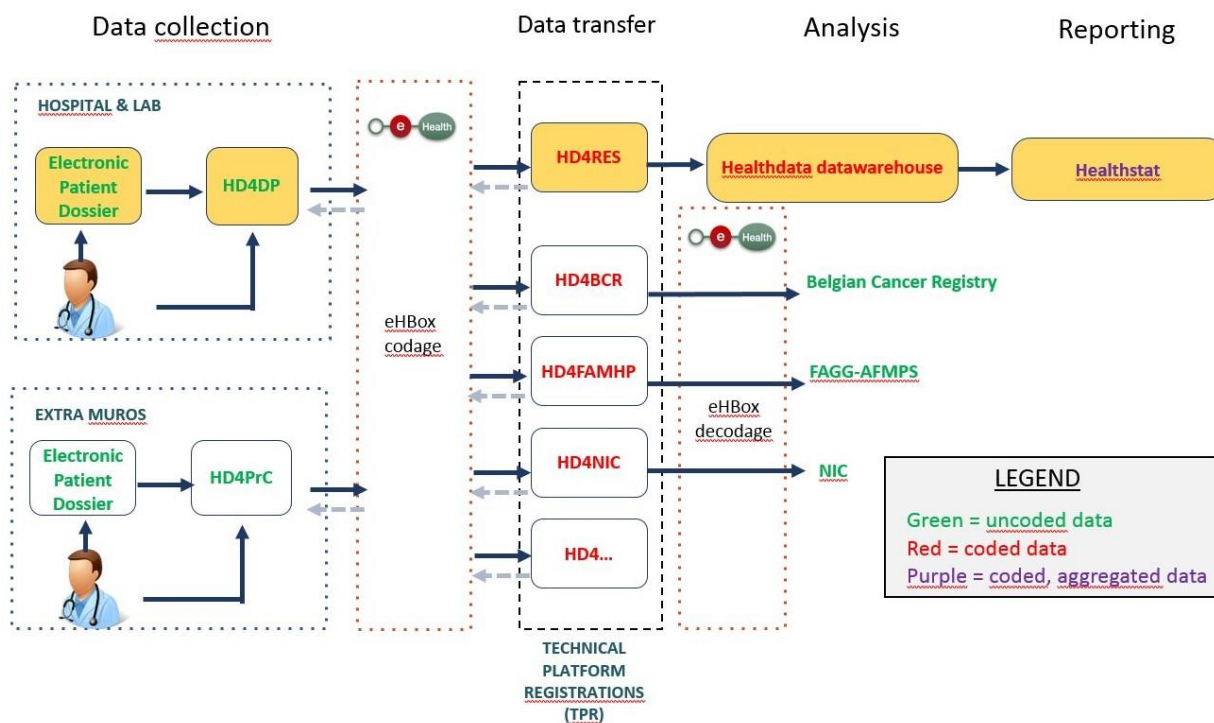 Data collection
Data transfer
Analysis
Reporting
HOSPITAL & LAB
Electronic
Patient
Dossier
HD4DP
e Health
eHBox
codage
HD4RES
Healthdata datawarehouse
Healthstat
e Health
HD4BCR
Belgian Cancer Registry
HD4FAMHP
FAGG-AFMPS
eHBox
decodage
HD4NIC
NIC
HD4...
EXTRA MUROS
Electronic
Patient
Dossier
HD4PrC
TECHNICAL
PLATFORM
REGISTRATIONS
(TPR)
LEGEND
Green = uncoded data
Red = coded data
Purple = coded, aggregated data